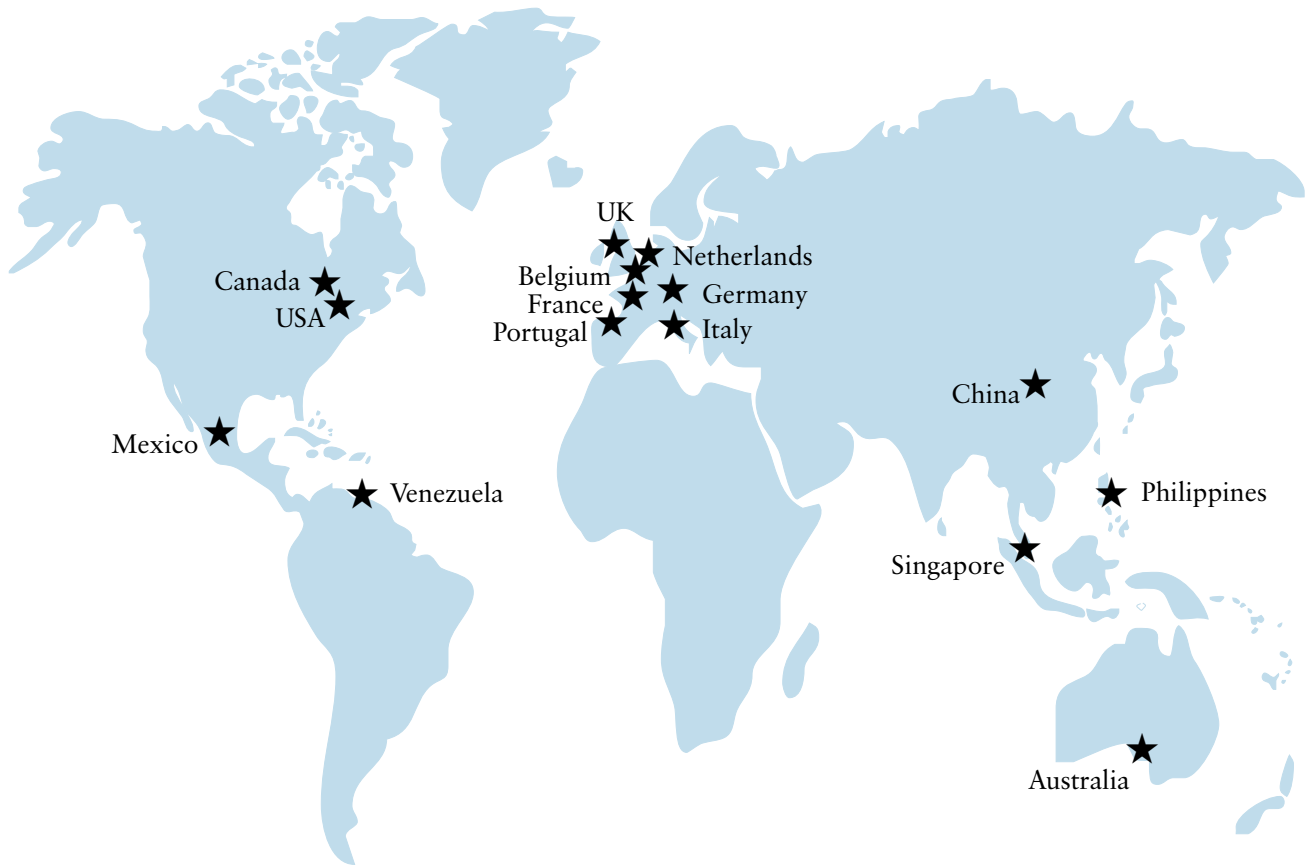 UK
Netherlands
Belgium
Canada
Germany
France
USA
Italy
Portugal
China
Mexico
Venezuela
Philippines
Singapore
Australia